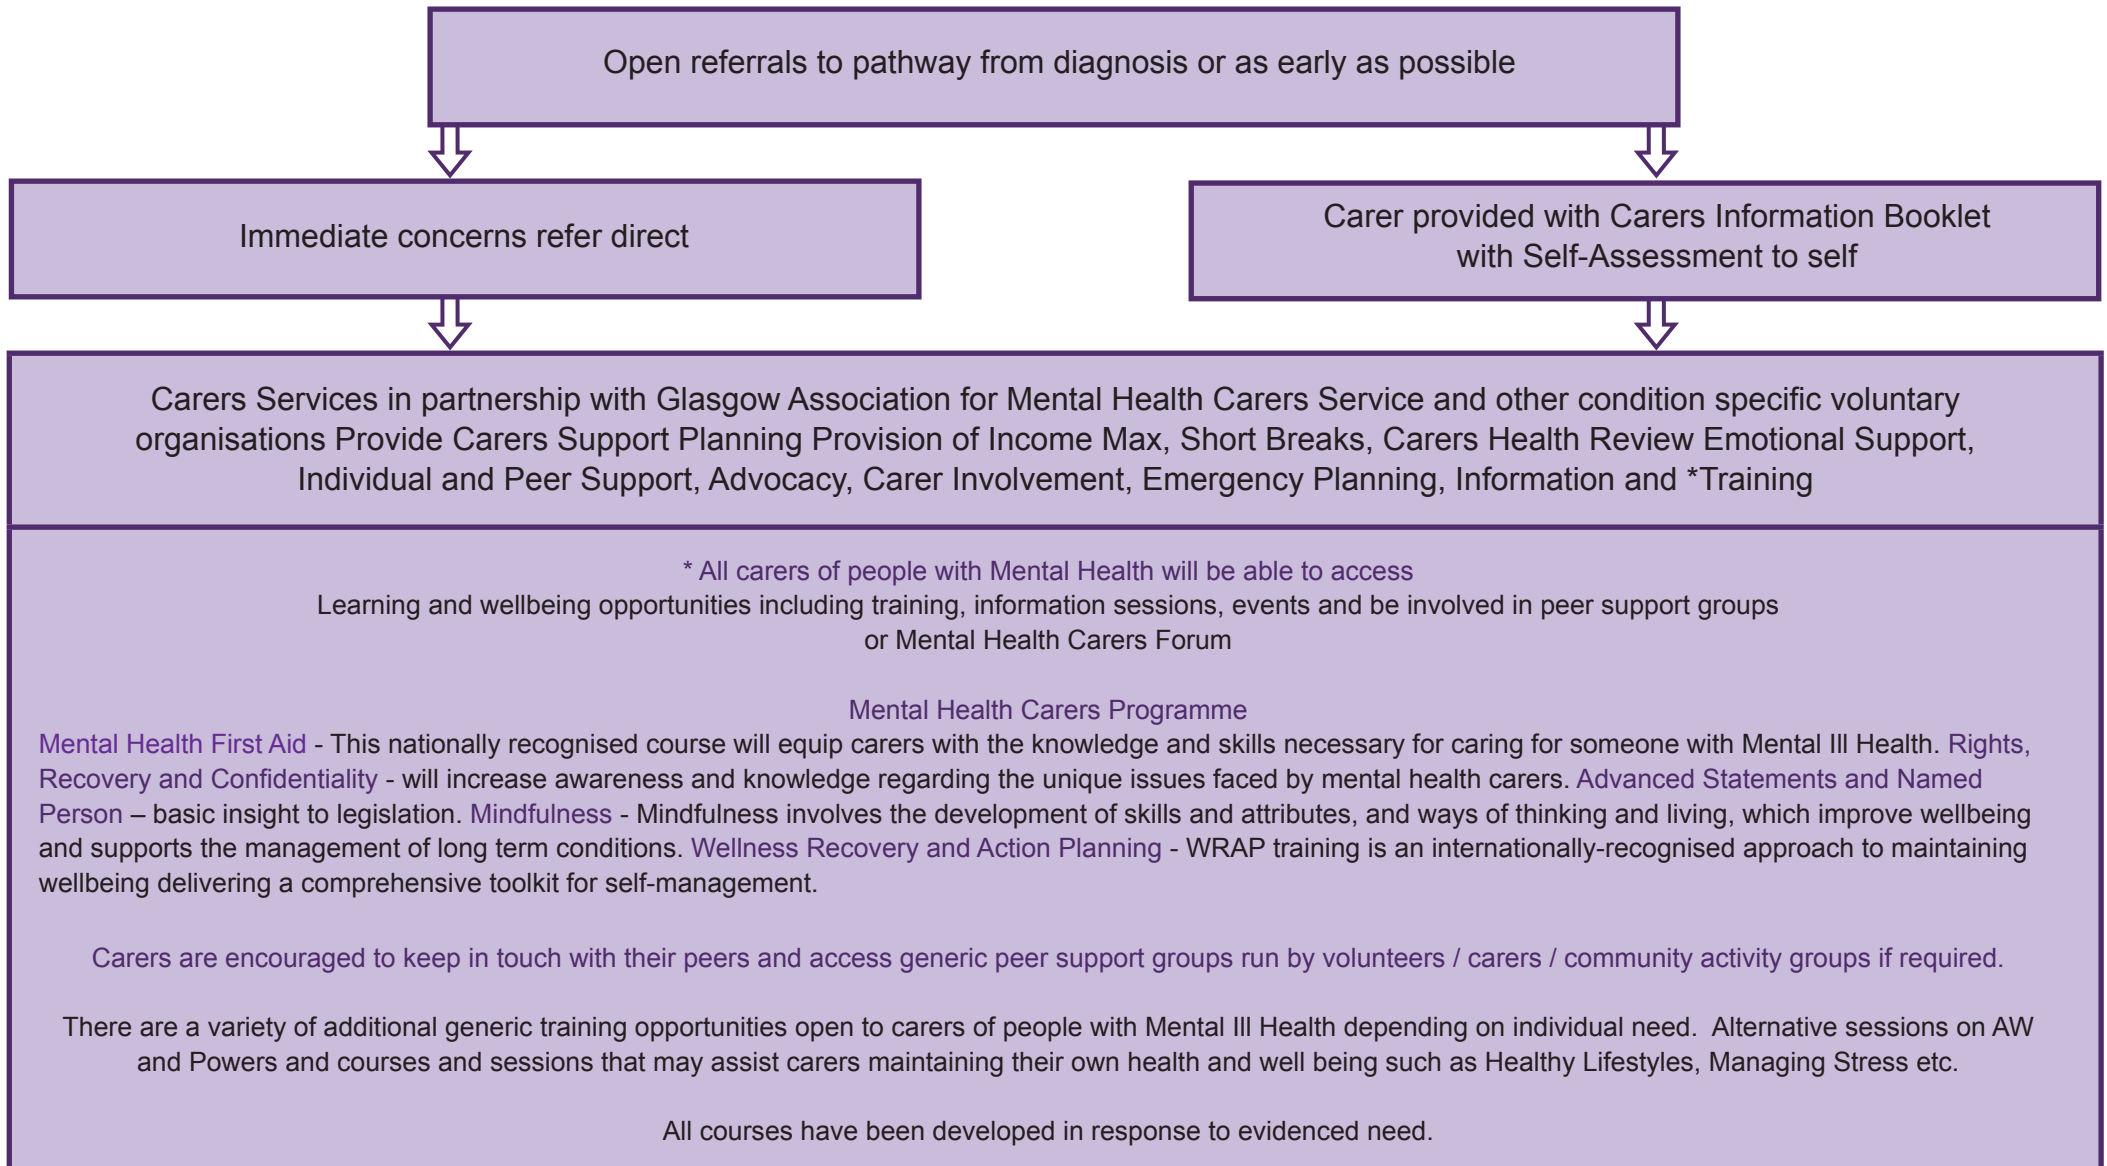 Open referrals to pathway from diagnosis or as early as possible
Immediate concerns refer direct
Carer provided with Carers Information Booklet
with Self-Assessment to self
Carers Services in partnership with Glasgow Association for Mental Health Carers Service and other condition specific voluntary
organisations Provide Carers Support Planning Provision of Income Max, Short Breaks, Carers Health Review Emotional Support,
Individual and Peer Support, Advocacy, Carer Involvement, Emergency Planning, Information and *Training
* All carers of people with Mental Health will be able to access
Learning and wellbeing opportunities including training, information sessions, events and be involved in peer support groups
or Mental Health Carers Forum
Mental Health Carers Programme
Mental Health First Aid - This nationally recognised course will equip carers with the knowledge and skills necessary for caring for someone with Mental Ill Health. Rights,
Recovery and Confidentiality - will increase awareness and knowledge regarding the unique issues faced by mental health carers. Advanced Statements and Named
Person – basic insight to legislation. Mindfulness - Mindfulness involves the development of skills and attributes, and ways of thinking and living, which improve wellbeing
and supports the management of long term conditions. Wellness Recovery and Action Planning - WRAP training is an internationally-recognised approach to maintaining
wellbeing delivering a comprehensive toolkit for self-management.
Carers are encouraged to keep in touch with their peers and access generic peer support groups run by volunteers / carers / community activity groups if required.
There are a variety of additional generic training opportunities open to carers of people with Mental Ill Health depending on individual need.  Alternative sessions on AW
and Powers and courses and sessions that may assist carers maintaining their own health and well being such as Healthy Lifestyles, Managing Stress etc.
All courses have been developed in response to evidenced need.